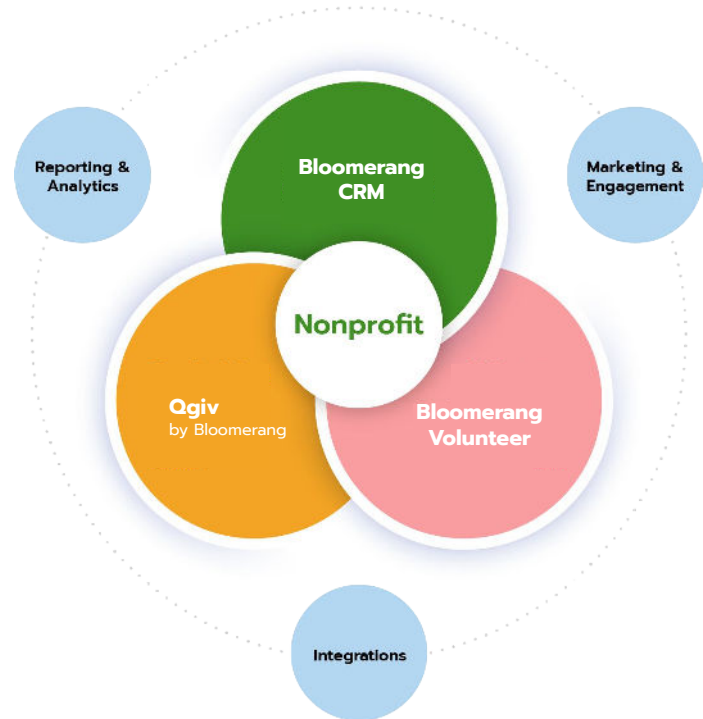 Bloomerang
CRM
Reporting &
Analytics
Marketing &
Engagement
Nonprofit
Qgiv
by Bloomerang
Bloomerang
Volunteer
Integrations